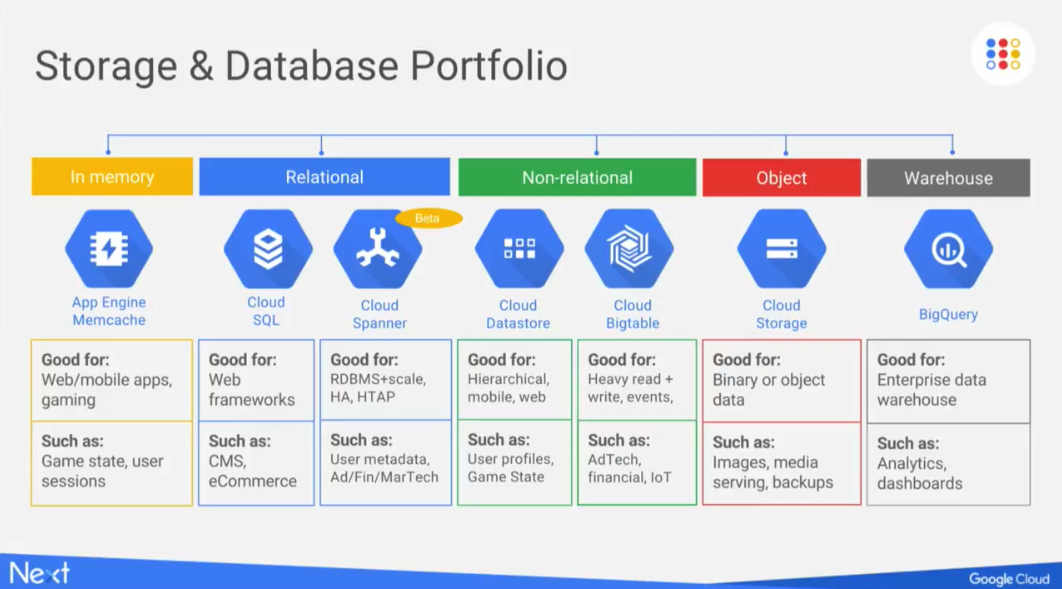 Storage & Database Portfolio
In memory
Relational
Non-relational
Object
Warehouse
Beta
App Engine
Memcache
Cloud
SQL
Cloud
Spanner
Cloud
Datastore
Cloud
Bigtable
Cloud
Storage
BigQuery
Good for:
Web/mobile apps,
gaming
Such as:
Game state, user
sessions
Good for:
Web
frameworks
Such as:
CMS,
eCommerce
Good for:
RDBMS+scale,
HA, HTAP
Such as:
User metadata,
Ad/Fin/MarTech
Good for:
Hierarchical,
mobile, web
Such as:
User profiles,
Game State
Good for:
Heavy read +
write, events,
Such as:
AdTech,
financial, IoT
Good for:
Binary or object
data
Such as:
Images, media
serving, backups
Good for:
Enterprise data
warehouse
Such as:
Analytics,
dashboards
Next
Google Cloud